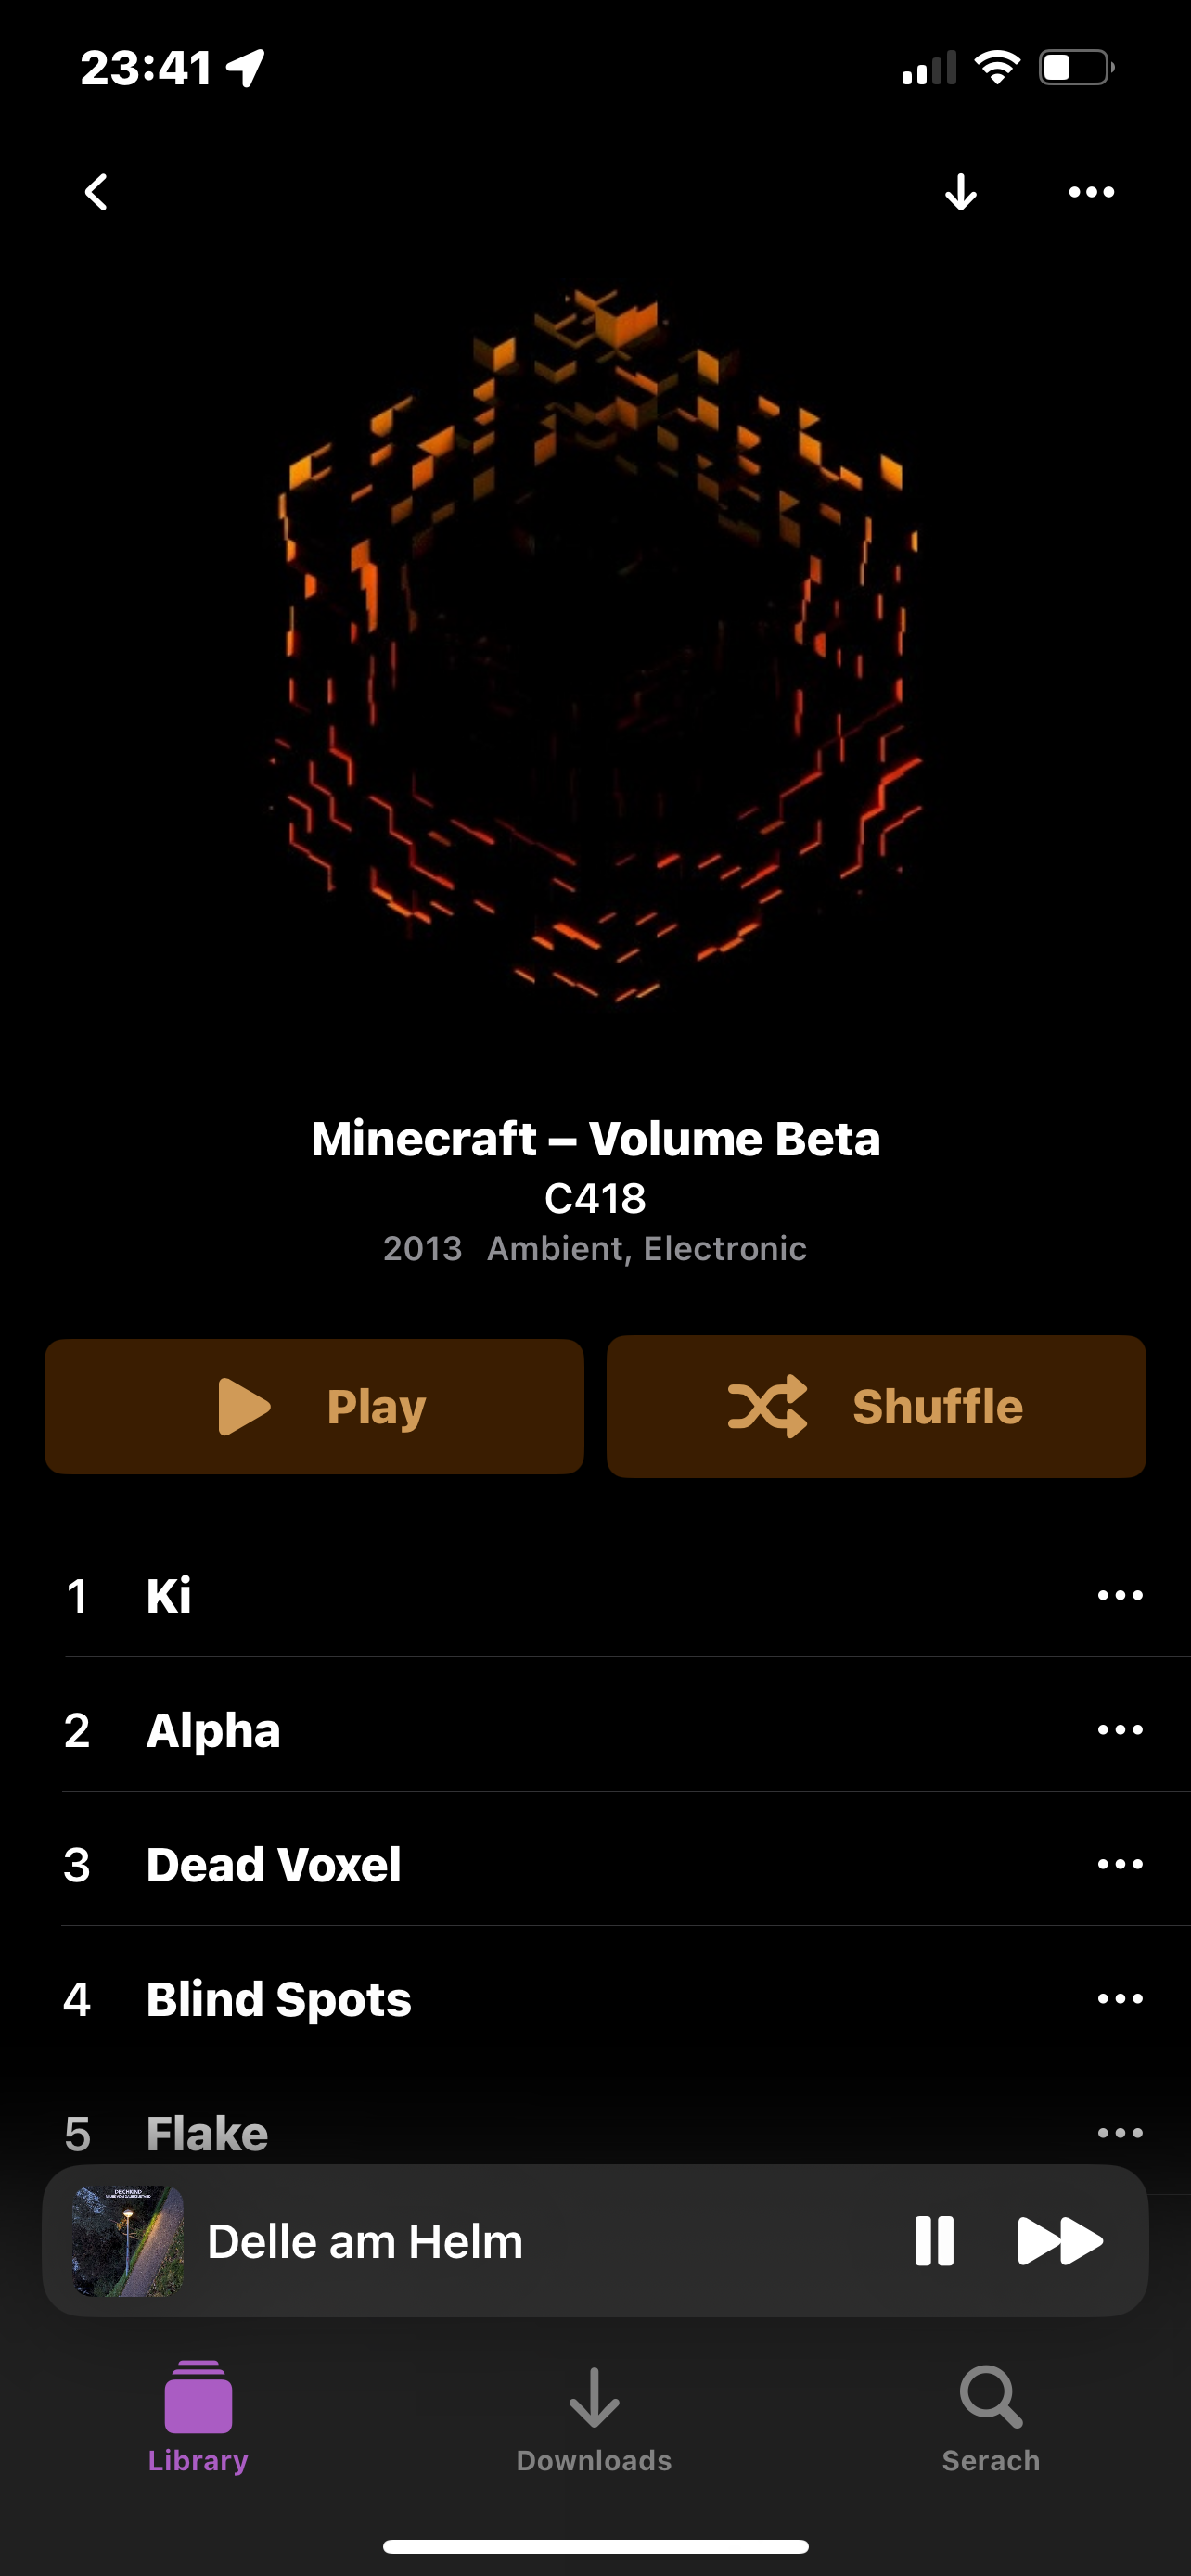 23:41
Minecraft – Volume Beta
C418
2013 Ambient, Electronic
Play
Shuffle
1 Ki
2 Alpha
3 Dead Voxel
4 Blind Spots
5 Flake
DEICHKIND
Delle am Helm
Library
Downloads
Serach